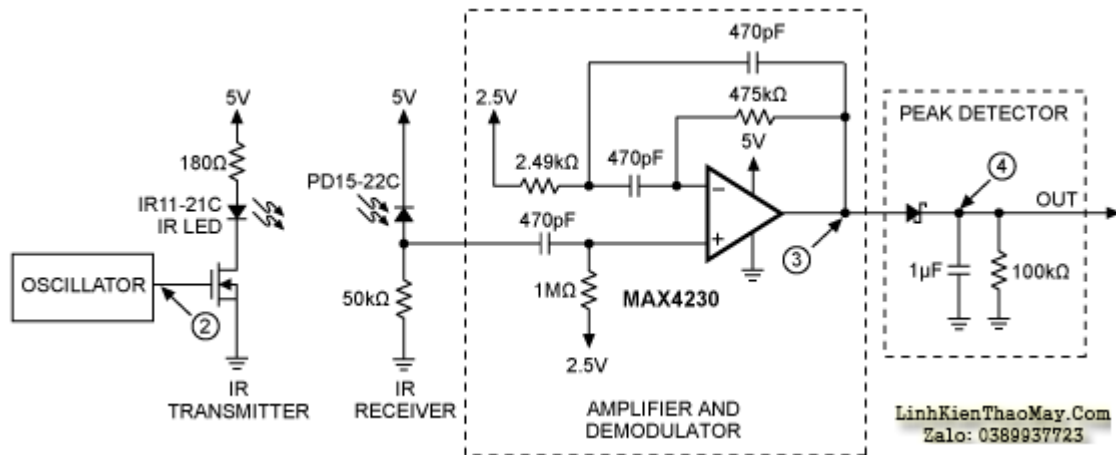 5V
180Ω
IR11-21C
IR LED
OSCILLATOR
2
IR
TRANSMITTER
5V
PD15-22C
50kΩ
IR
RECEIVER
470pF
2.5V
475kΩ
2.49kΩ
470pF
5V
470pF
−
+
1MΩ
MAX4230
2.5V
3
AMPLIFIER AND
DEMODULATOR
PEAK DETECTOR
4
OUT
1µF
100kΩ
LinhKienThaoMay.Com
Zalo: 0389937723